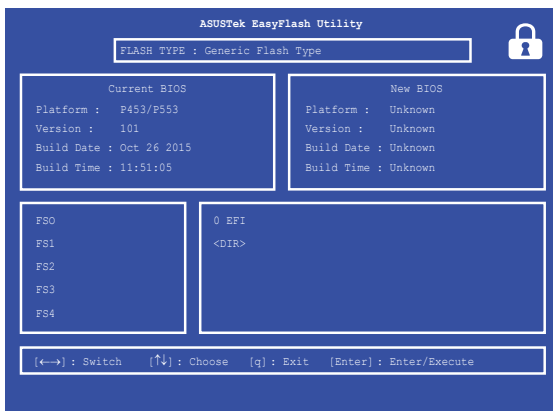 ASUSTek EasyFlash Utility
FLASH TYPE : Generic Flash Type
Current BIOS
Platform : P453/P553
Version : 101
Build Date : Oct 26 2015
Build Time : 11:51:05
New BIOS
Platform : Unknown
Version : Unknown
Build Date : Unknown
Build Time : Unknown
FSO
FS1
FS2
FS3
FS4
0 EFI
<DIR>
[←→] : Switch [↑↓] : Choose [q] : Exit [Enter] : Enter/Execute